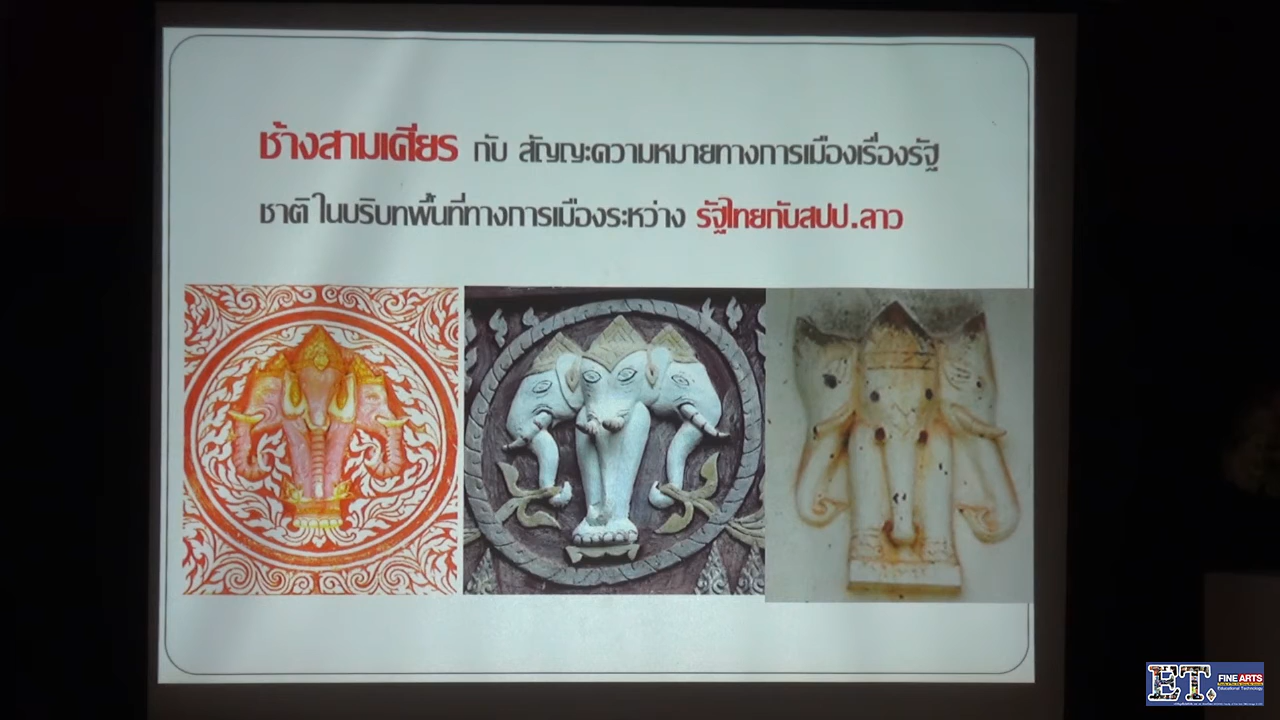 ช้างสามเศียร กับ สัญญะความหมายทางการเมืองเรื่องรัฐ
ชาติ ในบริบทพื้นที่ทางการเมืองระหว่าง รัฐไทยกับสปป.ลาว
ET.
FINE ARTS
Educational Technology